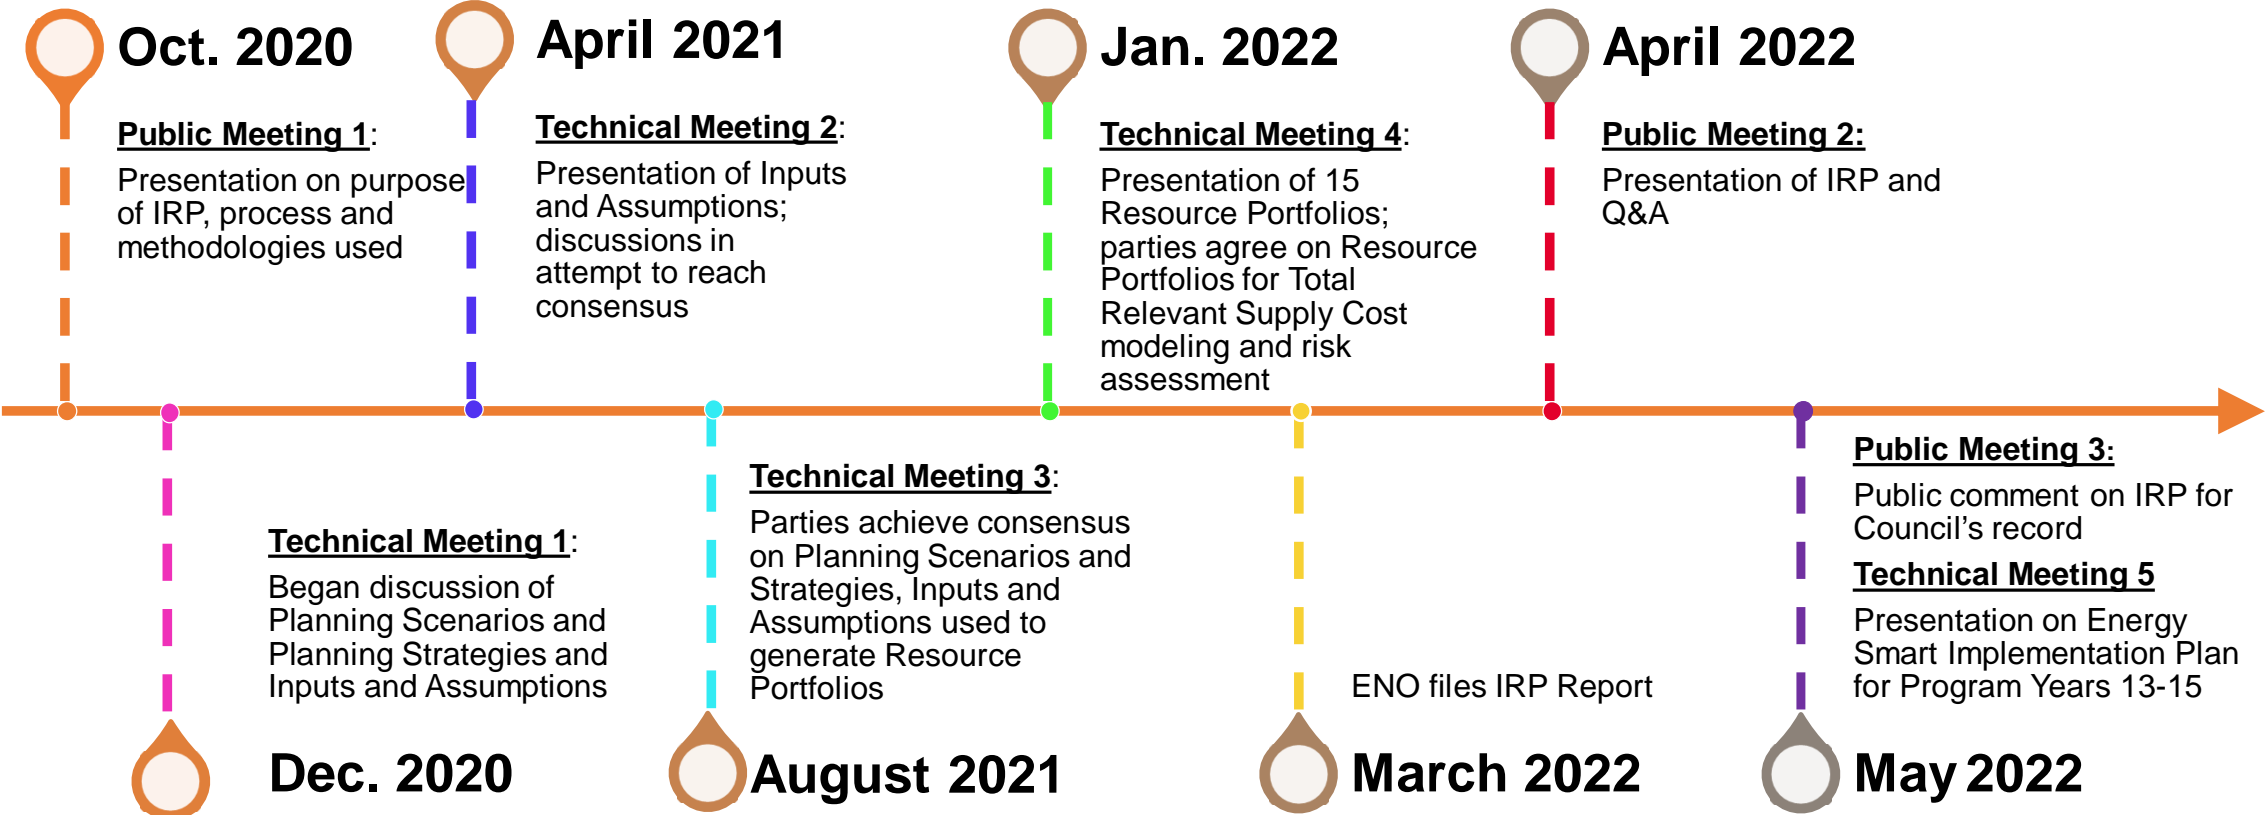 Oct. 2020
Public Meeting 1:
Presentation on purpose
of IRP, process and
methodologies used
April 2021
Technical Meeting 2:
Presentation of Inputs
and Assumptions;
discussions in
attempt to reach
consensus
Jan. 2022
Technical Meeting 4:
Presentation of 15
Resource Portfolios;
parties agree on Resource
Portfolios for Total
Relevant Supply Cost
modeling and risk
assessment
April 2022
Public Meeting 2:
Presentation of IRP and
Q&A
Technical Meeting 1:
Began discussion of
Planning Scenarios and
Planning Strategies and
Inputs and Assumptions
Dec. 2020
Technical Meeting 3:
Parties achieve consensus
on Planning Scenarios and
Strategies, Inputs and
Assumptions used to
generate Resource
Portfolios
August 2021
ENO files IRP Report
March 2022
Public Meeting 3:
Public comment on IRP for
Council's record
Technical Meeting 5
Presentation on Energy
Smart Implementation Plan
for Program Years 13-15
May 2022